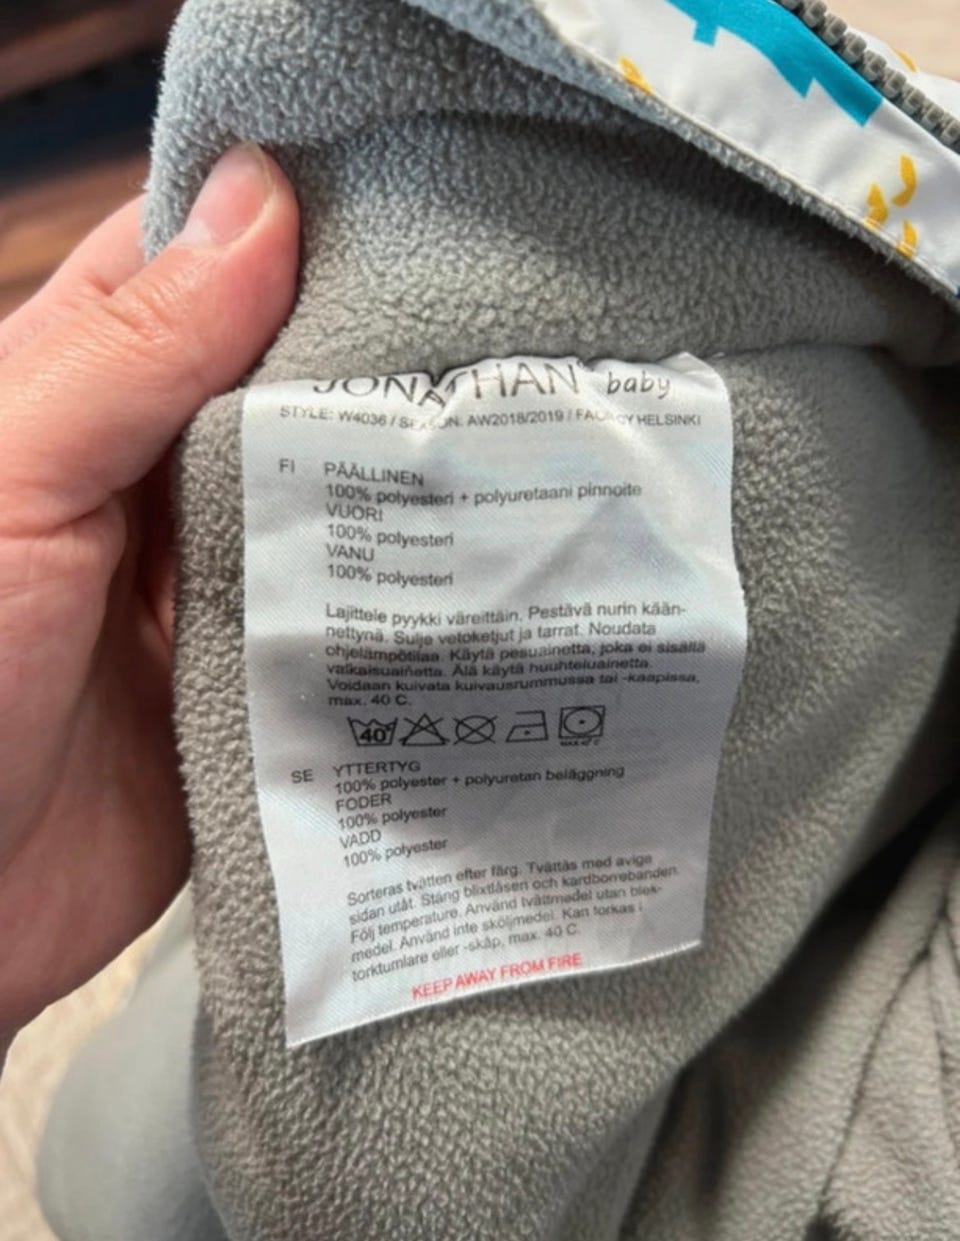 JONATHAN® baby
STYLE: W4036 / SEASON: AW2018/2019 / HELSINKI
FI PÄÄLLINEN
100% polyesteri + polyuretaani pinnoite
VUORI
100% polyesteri
VANU
100% polyesteri
Lajittele pyykki väreittäin. Pestävä nurin kään-
nettynä. Sulje vetoketjut ja tarrat. Noudata
ohjelämpötilaa. Käytä pesuainetta, joka ei sisällä
valkaisuainetta. Älä käytä huuhteluainetta.
Voidaan kuivata kuivausrummussa tai -kaapissa,
max. 40 C.
40°
MAX 40°C
SE YTTERTYG
100% polyester + polyuretan beläggning
FODER
100% polyester
VADD
100% polyester
Sorteras tvätten efter färg. Tvättas med aviga
sidan utåt. Stäng blixtlåsen och kardborrebanden.
Följ temperature. Använd tvättmedel utan blek-
medel. Använd inte sköljmedel. Kan torkas i
torktumlare eller -skåp, max. 40 C.
KEEP AWAY FROM FIRE